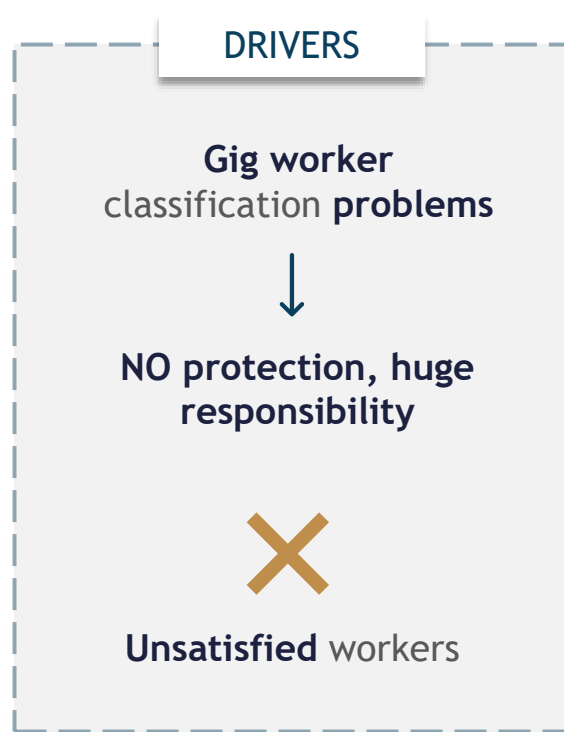 DRIVERS
Gig worker
classification problems
NO protection, huge
responsibility
Unsatisfied workers